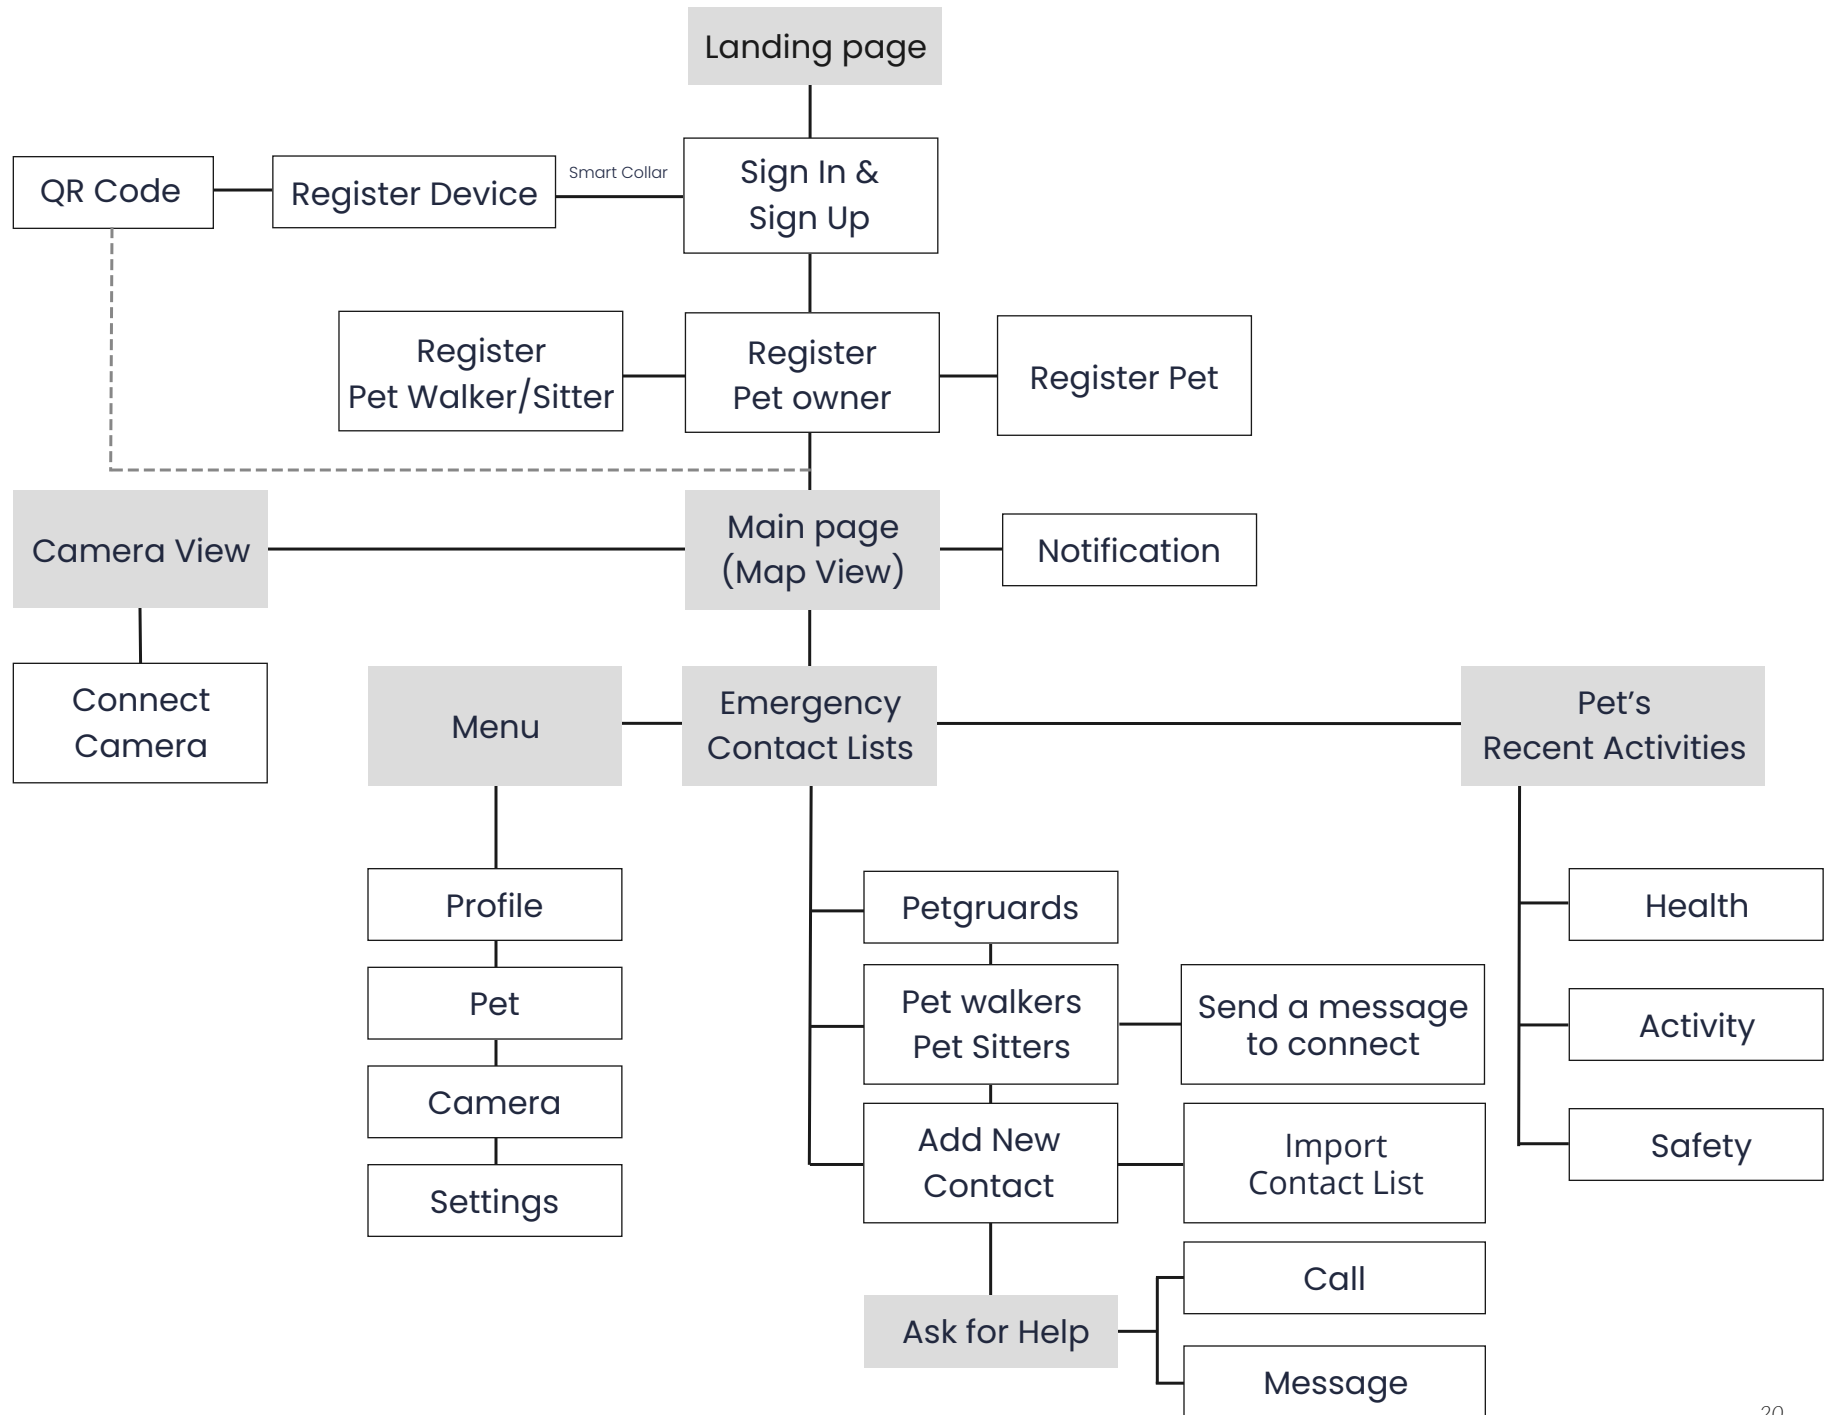 Landing page
QR Code
Register Device
Smart Collar
Sign In &
Sign Up
Register
Pet Walker/Sitter
Register
Pet owner
Register Pet
Camera View
Main page
(Map View)
Notification
Connect
Camera
Menu
Emergency
Contact Lists
Pet’s
Recent Activities
Profile
Pet
Camera
Settings
Petgruards
Pet walkers
Pet Sitters
Send a message
to connect
Add New
Contact
Import
Contact List
Ask for Help
Call
Message
Health
Activity
Safety
20